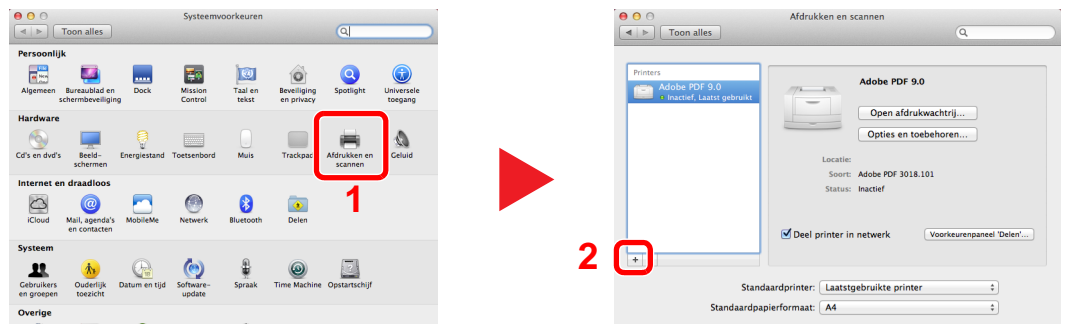 Systeemvoorkeuren
Toon alles
Persoonlijk
Algemeen
Bureaublad en schermbeveiliging
Dock
Mission Control
Taal en tekst
Beveiliging en privacy
Spotlight
Universele toegang
Hardware
Cd's en dvd's
Beeld-schermen
Energiestand
Toetsenbord
Muis
Trackpad
Afdrukken en scannen
Geluid
1
Internet en draadloos
iCloud
Mail, agenda's en contacten
MobileMe
Netwerk
Bluetooth
Delen
Systeem
Gebruikers en groepen
Ouderlijk toezicht
Datum en tijd
Software-update
Spraak
Time Machine
Opstartschijf
Overige
Afdrukken en scannen
Toon alles
Printers
Adobe PDF 9.0
Inactief, Laatst gebruikt
2
+
Adobe PDF 9.0
Open afdrukwachtrij...
Opties en toebehoren...
Locatie:
Soort: Adobe PDF 3018.101
Status: Inactief
Deel printer in netwerk
Voorkeurenpaneel 'Delen'...
Standaardprinter: Laatstgebruikte printer
Standaardpapierformaat: A4